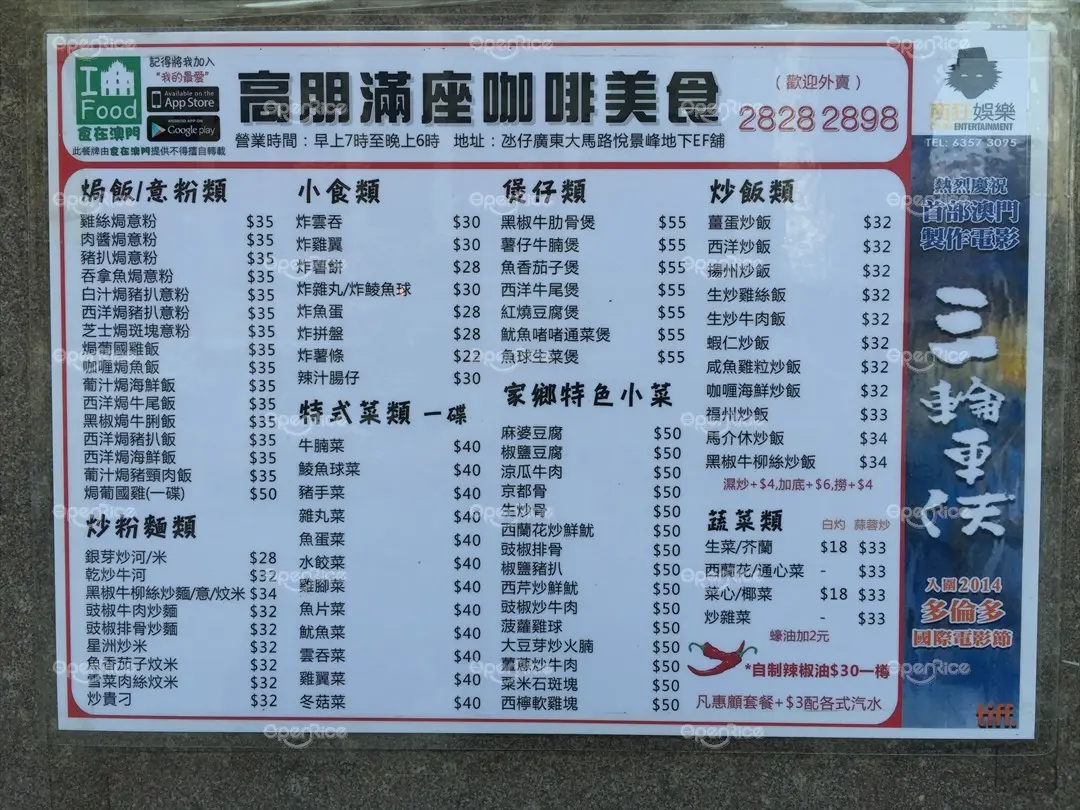 I
Food
食在澳門
記得將我加入
“我的最愛”
Available on the
App Store
ANDROID APP ON
Google play
此餐牌由食在澳門提供不得擅自轉載
高朋滿座咖啡美食
(歡迎外賣)
2828 2898
營業時間：早上7時至晚上6時 地址：氹仔廣東大馬路悅景峰地下EF舖
焗飯/意粉類
雞絲焗意粉 $35
肉醬焗意粉 $35
豬扒焗意粉 $35
吞拿魚焗意粉 $35
白汁焗豬扒意粉 $35
西洋焗豬扒意粉 $35
芝士焗斑塊意粉 $35
焗葡國雞飯 $35
咖喱焗魚飯 $35
葡汁焗海鮮飯 $35
西洋焗牛尾飯 $35
黑椒焗牛脷飯 $35
西洋焗豬扒飯 $35
西洋焗海鮮飯 $35
葡汁焗豬頸肉飯 $35
焗葡國雞(一碟) $50
炒粉麵類
銀芽炒河/米 $28
乾炒牛河 $32
黑椒牛柳絲炒麵/意/炆米 $34
豉椒牛肉炒麵 $32
豉椒排骨炒麵 $32
星洲炒米 $32
魚香茄子炆米 $32
雪菜肉絲炆米 $32
炒貴刁 $32
小食類
炸雲吞 $30
炸雞翼 $30
炸薯餅 $28
炸雜丸/炸鯪魚球 $30
炸魚蛋 $28
炸拼盤 $28
炸薯條 $22
辣汁腸仔 $30
特式菜類 一碟
牛腩菜 $40
鯪魚球菜 $40
豬手菜 $40
雜丸菜 $40
魚蛋菜 $40
水餃菜 $40
雞腳菜 $40
魚片菜 $40
魷魚菜 $40
雲吞菜 $40
雞翼菜 $40
冬菇菜 $40
煲仔類
黑椒牛肋骨煲 $55
薯仔牛腩煲 $55
魚香茄子煲 $55
西洋牛尾煲 $55
紅燒豆腐煲 $55
魷魚啫啫通菜煲 $55
魚球生菜煲 $55
家鄉特色小菜
麻婆豆腐 $50
椒鹽豆腐 $50
涼瓜牛肉 $50
京都骨 $50
生炒骨 $50
西蘭花炒鮮魷 $50
豉椒排骨 $50
椒鹽豬扒 $50
西芹炒鮮魷 $50
豉椒炒牛肉 $50
菠蘿雞球 $50
大豆芽炒火腩 $50
薑蔥炒牛肉 $50
粟米石斑塊 $50
西檸軟雞塊 $50
炒飯類
薑蛋炒飯 $32
西洋炒飯 $32
揚州炒飯 $32
生炒雞絲飯 $32
生炒牛肉飯 $32
蝦仁炒飯 $32
咸魚雞粒炒飯 $32
咖喱海鮮炒飯 $32
福州炒飯 $33
馬介休炒飯 $34
黑椒牛柳絲炒飯 $34
濕炒+$4,加底+$6,撈+$4
蔬菜類 白灼 蒜蓉炒
生菜/芥蘭 $18 $33
西蘭花/通心菜 - $33
菜心/椰菜 $18 $33
炒雜菜 - $33
蠔油加2元
*自制辣椒油$30一樽
凡惠顧套餐+$3配各式汽水
娛樂
ENTERTAINMENT
TEL: 6357 3095
熱烈慶祝
首部澳門
製作電影
三輪車伕
入圍2014
多倫多
國際電影節
tiff.
OpenRice